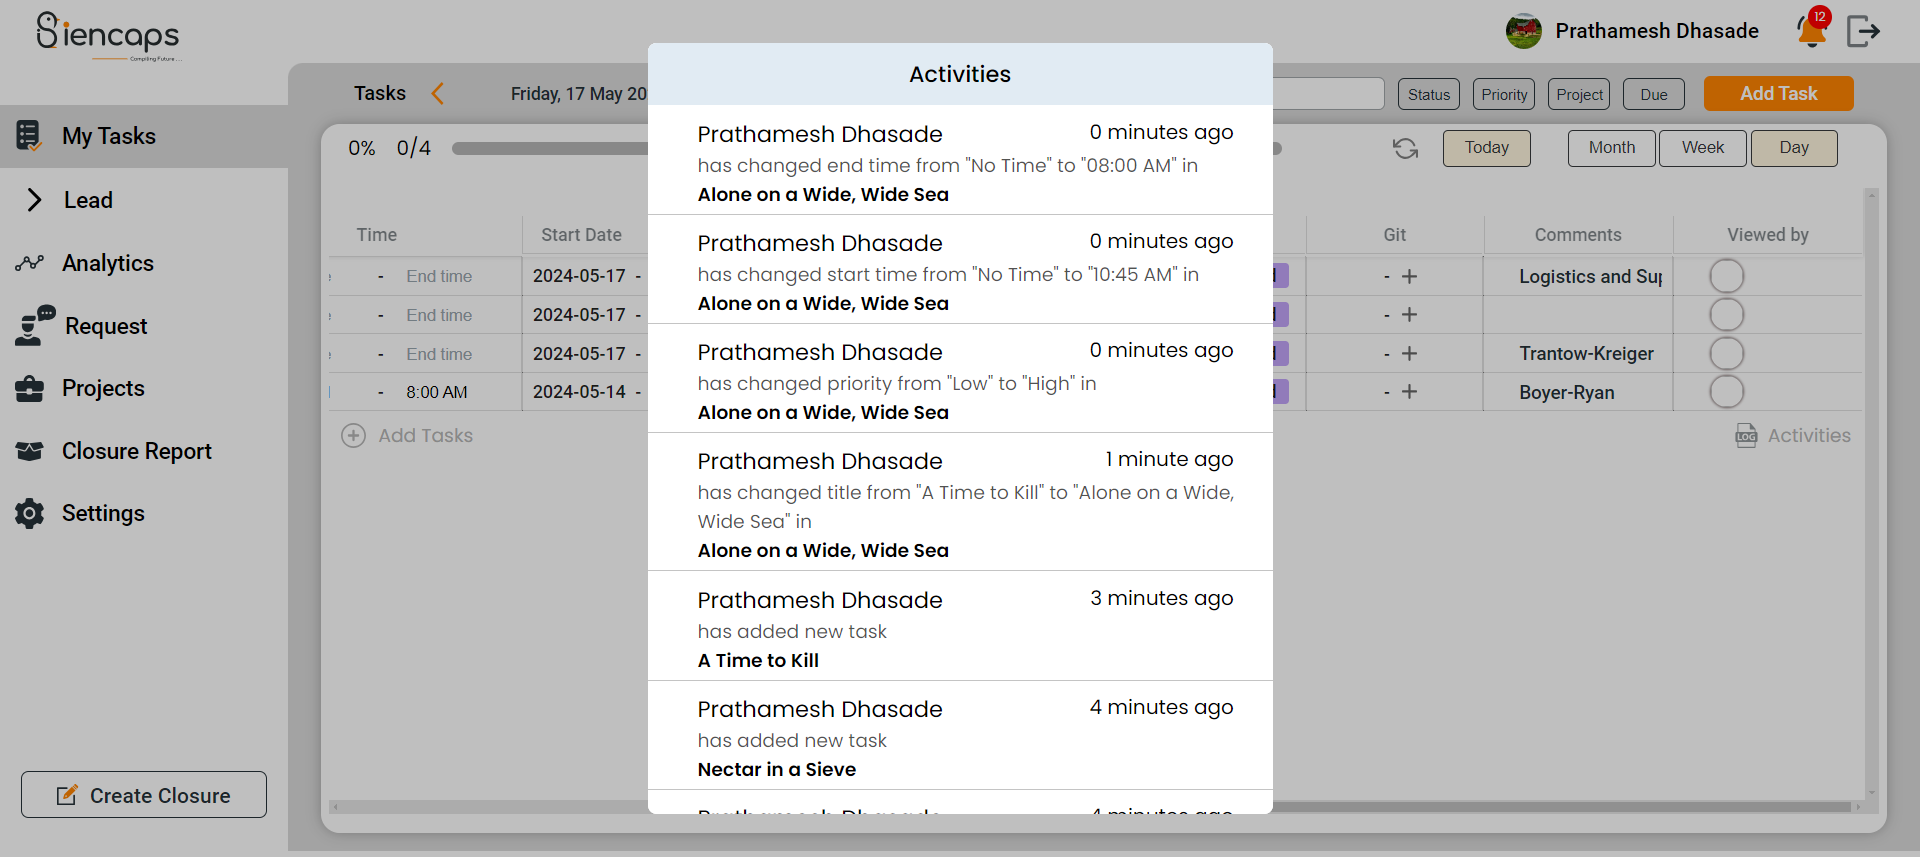 Siencaps
Compiling Future ...
Prathamesh Dhasade
12
Tasks
Friday, 17 May 20
Status
Priority
Project
Due
Add Task
My Tasks
Lead
Analytics
Request
Projects
Closure Report
Settings
Create Closure
0% 0/4
Today
Month
Week
Day
Time Start Date Git Comments Viewed by
- End time 2024-05-17 - - + Logistics and Sup
- End time 2024-05-17 - - +
- End time 2024-05-17 - - + Trantow-Kreiger
- 8:00 AM 2024-05-14 - - + Boyer-Ryan
Add Tasks
LOG Activities
Activities
Prathamesh Dhasade 0 minutes ago
has changed end time from "No Time" to "08:00 AM" in
Alone on a Wide, Wide Sea
Prathamesh Dhasade 0 minutes ago
has changed start time from "No Time" to "10:45 AM" in
Alone on a Wide, Wide Sea
Prathamesh Dhasade 0 minutes ago
has changed priority from "Low" to "High" in
Alone on a Wide, Wide Sea
Prathamesh Dhasade 1 minute ago
has changed title from "A Time to Kill" to "Alone on a Wide,
Wide Sea" in
Alone on a Wide, Wide Sea
Prathamesh Dhasade 3 minutes ago
has added new task
A Time to Kill
Prathamesh Dhasade 4 minutes ago
has added new task
Nectar in a Sieve
Prathamesh Dhasade 4 minutes ago